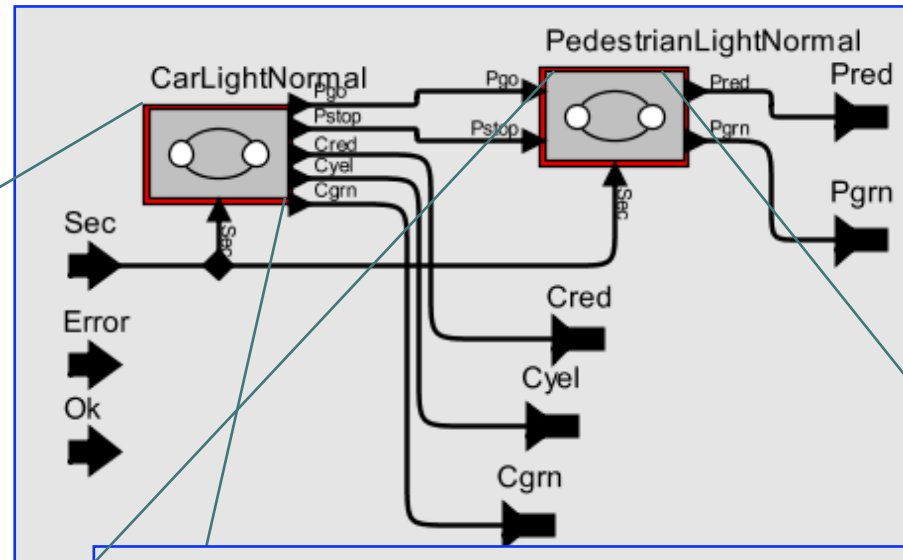 PedestrianLightNormal
CarLightNormal
Pred
Pgo
Pstop
Cred
Cyel
Cgrn
Sec
Pgo
Pstop
Sec
Pred
Pgrn
Pgrn
Sec
Error
Ok
Cred
Cyel
Cgrn